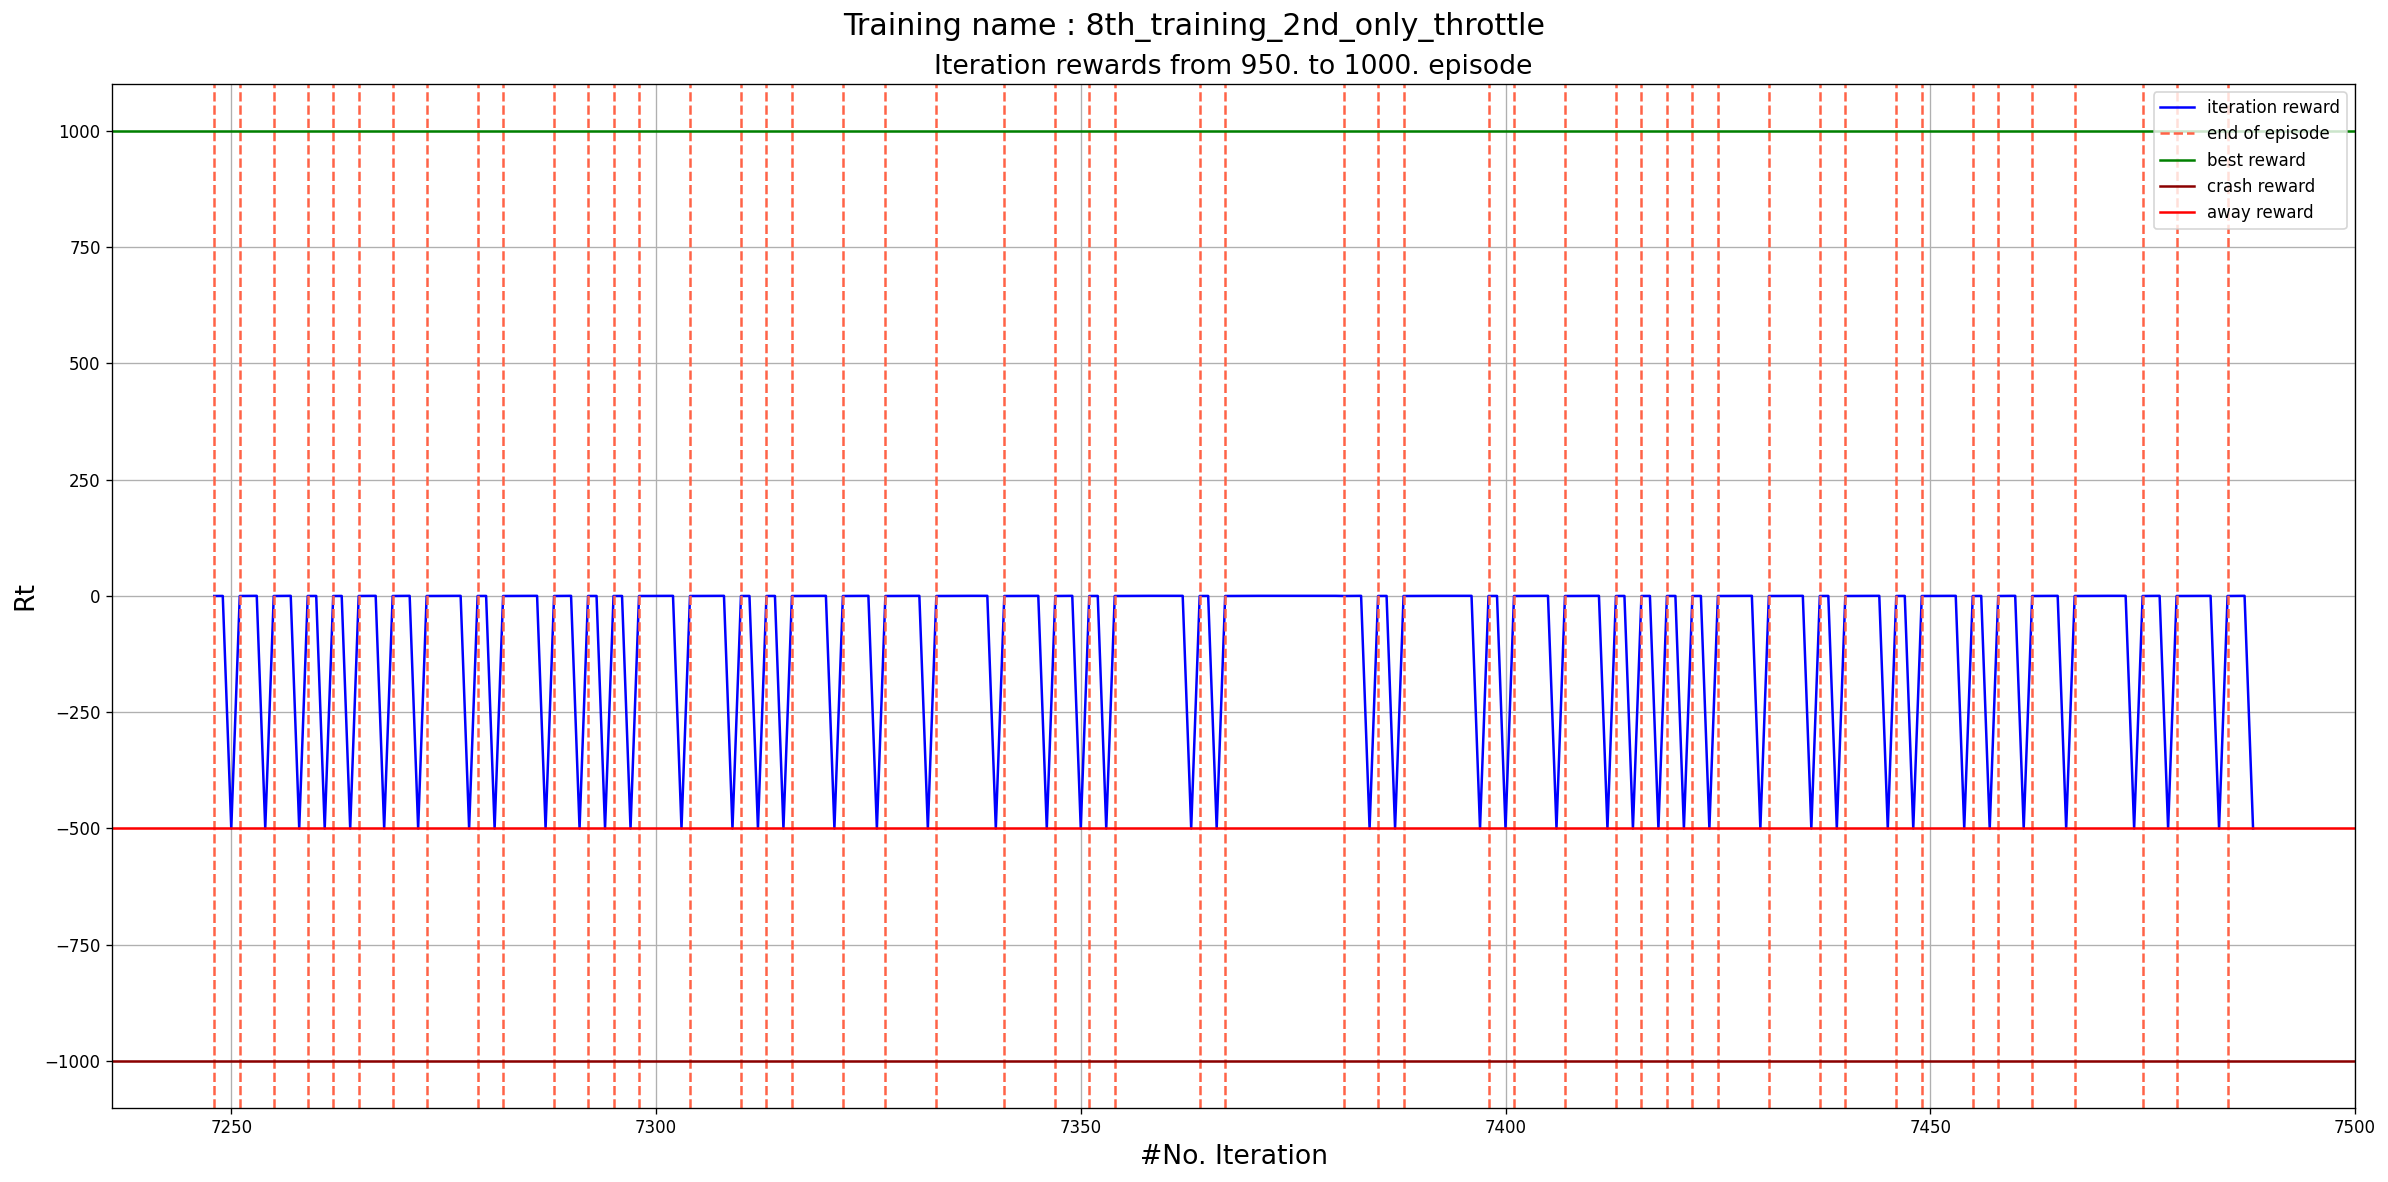 Training name : 8th_training_2nd_only_throttle
Iteration rewards from 950. to 1000. episode
iteration reward
end of episode
best reward
crash reward
away reward
1000
750
500
250
0
−250
−500
−750
−1000
Rt
7250
7300
7350
7400
7450
7500
#No. Iteration